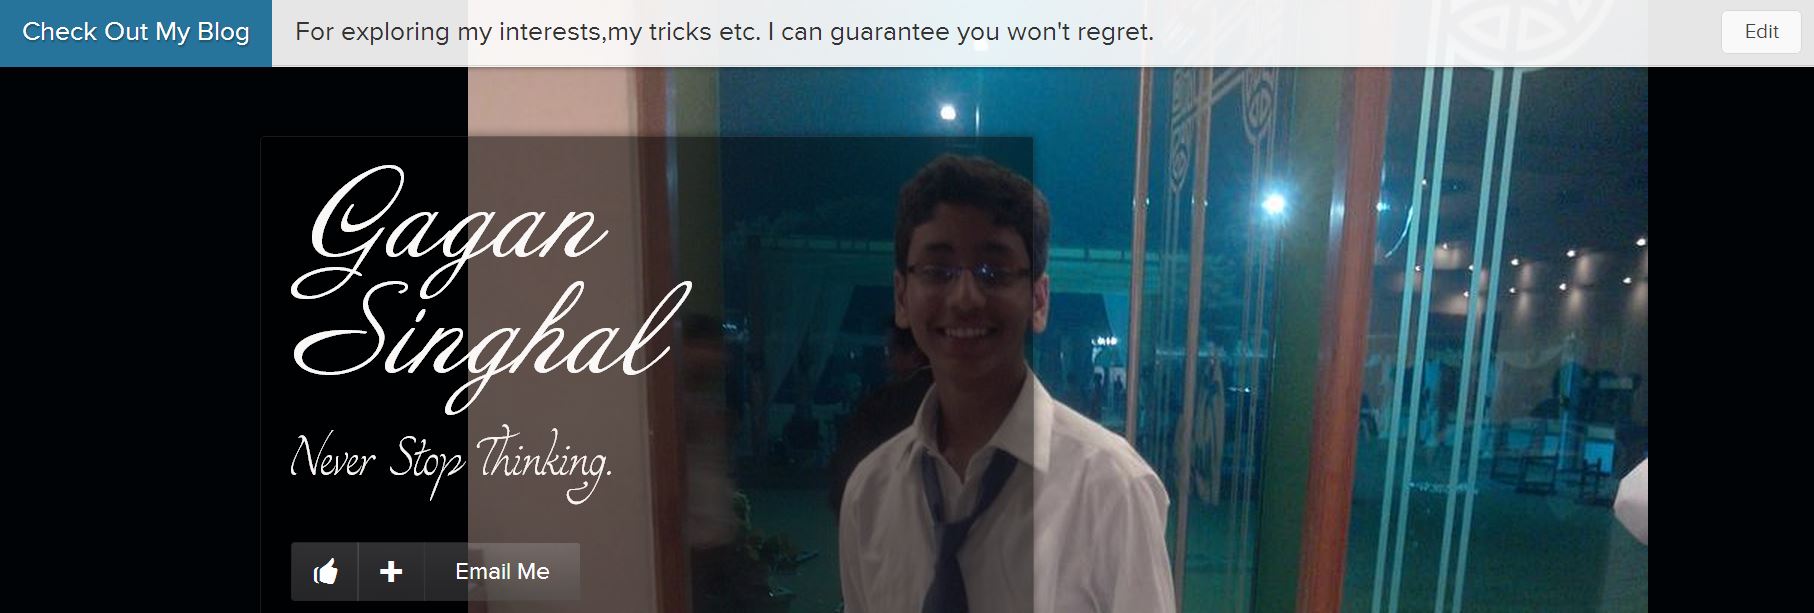 Check Out My Blog
For exploring my interests,my tricks etc. I can guarantee you won't regret.
Edit
Gagan
Singhal
Never Stop Thinking.
Email Me